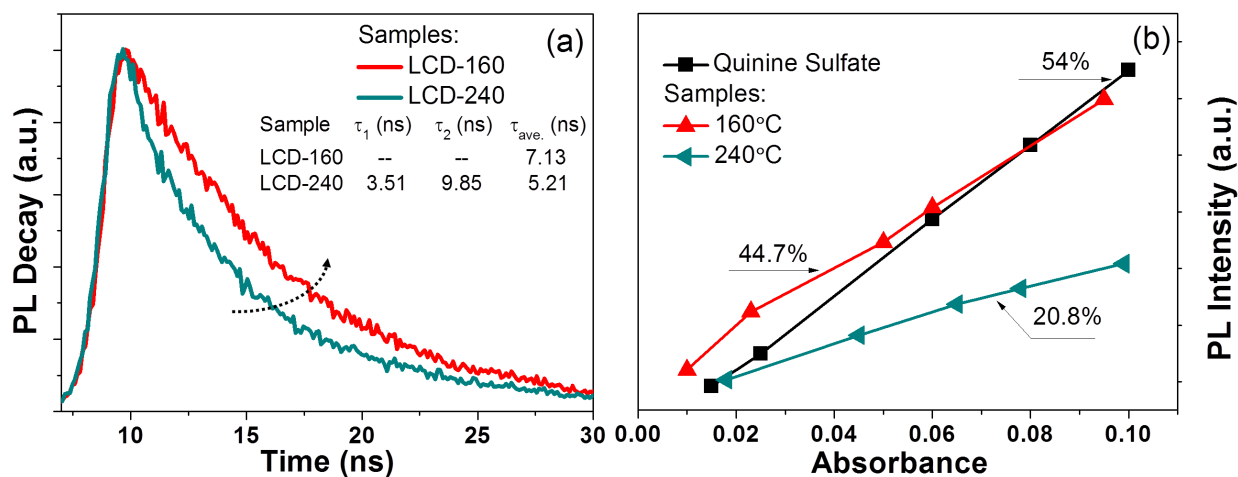 (a)
Samples:
LCD-160
LCD-240
Sample τ1 (ns) τ2 (ns) τave. (ns)
LCD-160 -- -- 7.13
LCD-240 3.51 9.85 5.21
PL Decay (a.u.)
10 15 20 25 30
Time (ns)
(b)
Quinine Sulfate
Samples:
160°C
240°C
54%
44.7%
20.8%
PL Intensity (a.u.)
0.00 0.02 0.04 0.06 0.08 0.10
Absorbance